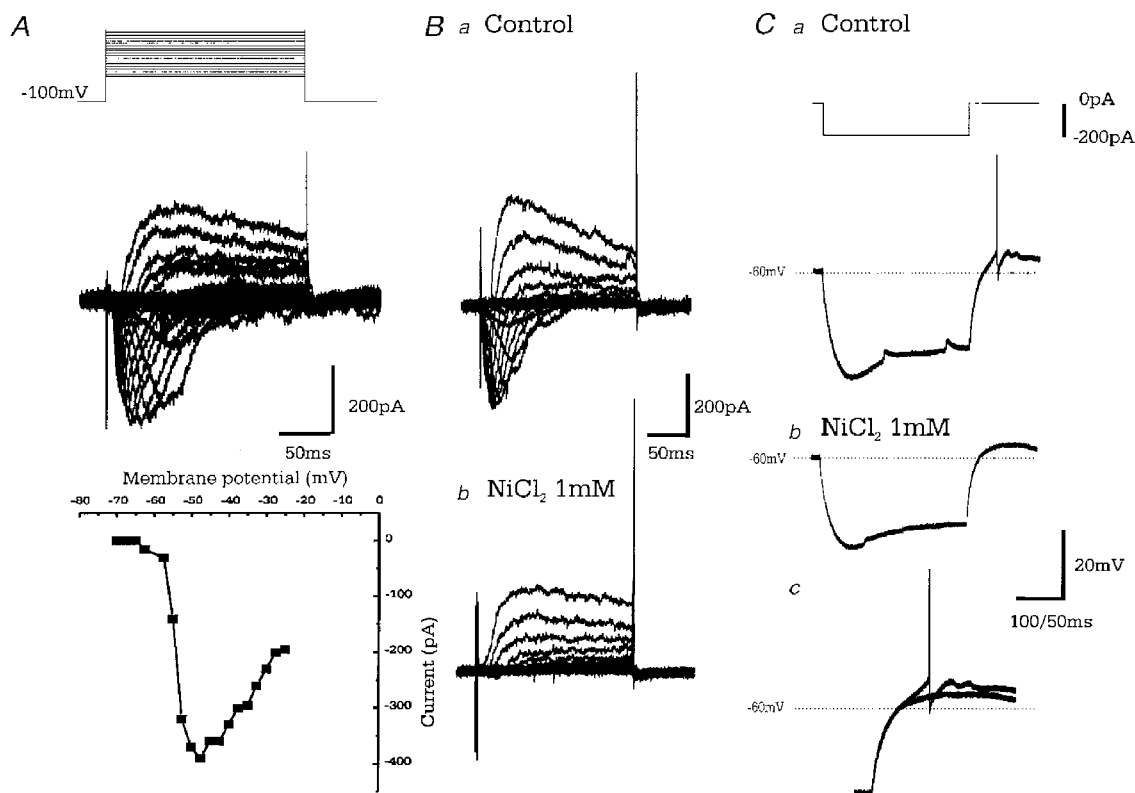 A
-100mV
200pA
50ms
Membrane potential (mV)
-80 -70 -60 -50 -40 -30 -20 -10 0
0
-100
-200
-300
-400
Current (pA)
B a Control
200pA
50ms
b NiCl₂ 1mM
C a Control
0pA
-200pA
-60mV
b NiCl₂ 1mM
-60mV
20mV
100/50ms
c
-60mV